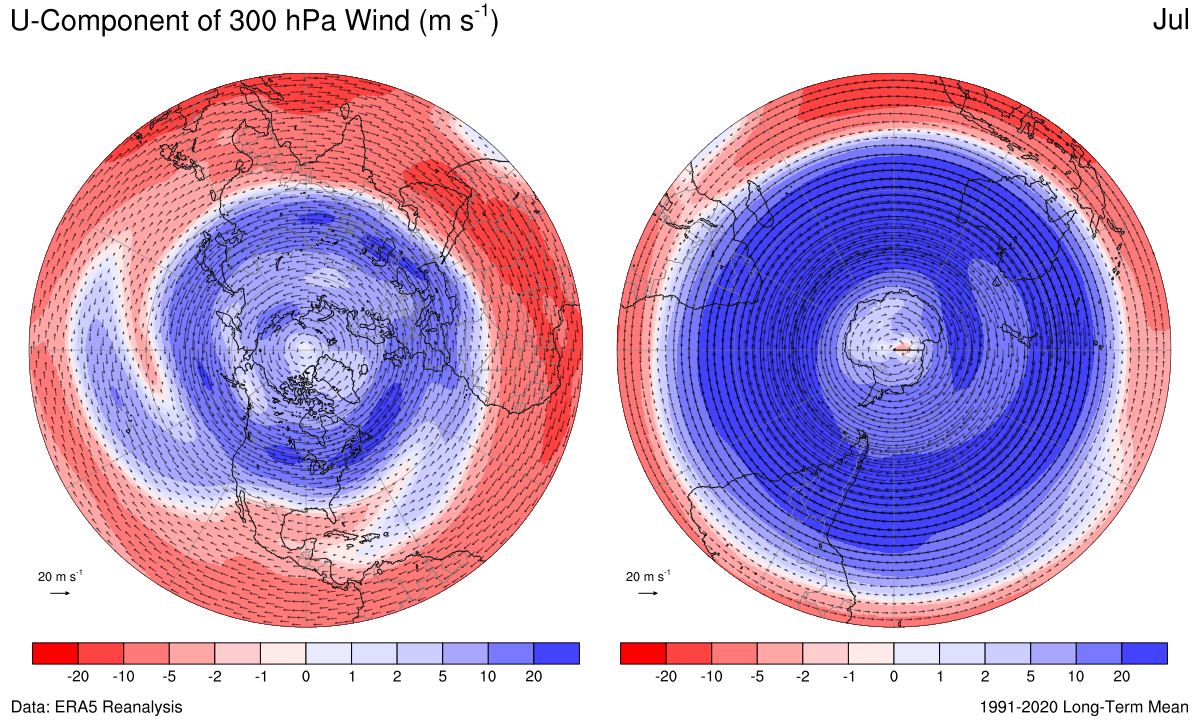 U-Component of 300 hPa Wind (m s-1)
Jul
20 m s-1
20 m s-1
-20 -10 -5 -2 -1 0 1 2 5 10 20
-20 -10 -5 -2 -1 0 1 2 5 10 20
Data: ERA5 Reanalysis
1991-2020 Long-Term Mean